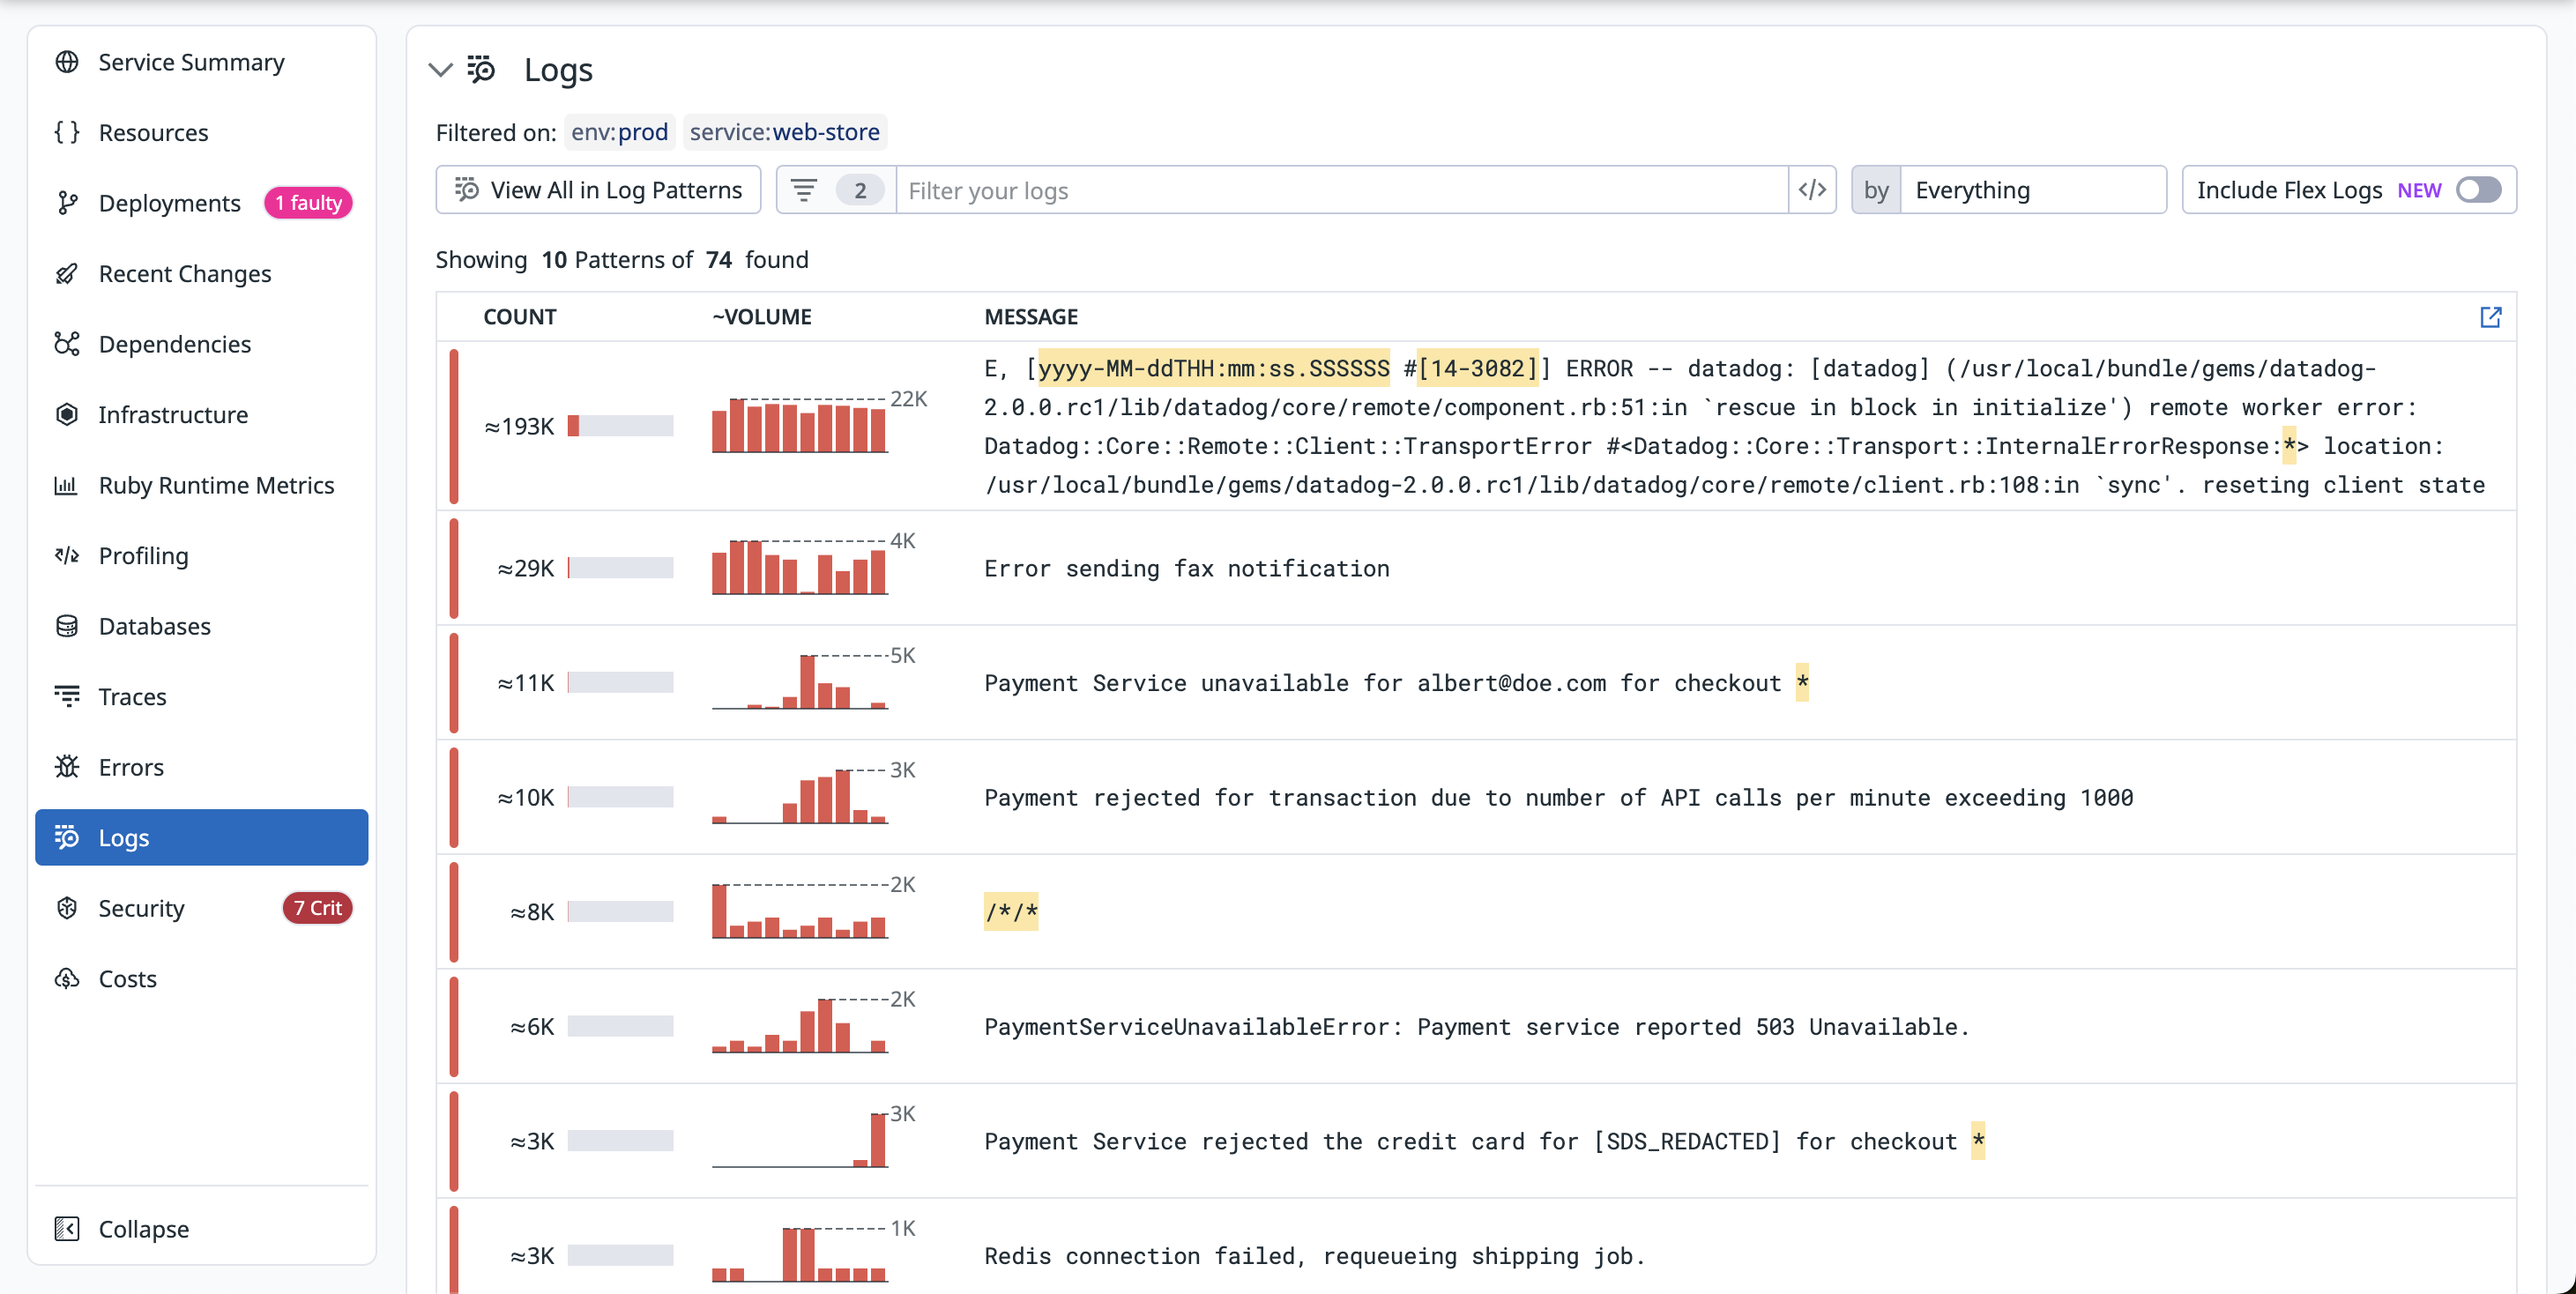 Service Summary
Resources
Deployments 1 faulty
Recent Changes
Dependencies
Infrastructure
Ruby Runtime Metrics
Profiling
Databases
Traces
Errors
Logs
Security 7 Crit
Costs
Collapse
Logs
Filtered on: env:prod service:web-store
View All in Log Patterns 2 Filter your logs </> by Everything Include Flex Logs NEW
Showing 10 Patterns of 74 found
COUNT ~VOLUME MESSAGE
≈193K 22K
E, [yyyy-MM-ddTHH:mm:ss.SSSSSS #[14-3082]] ERROR -- datadog: [datadog] (/usr/local/bundle/gems/datadog-
2.0.0.rc1/lib/datadog/core/remote/component.rb:51:in `rescue in block in initialize') remote worker error:
Datadog::Core::Remote::Client::TransportError #<Datadog::Core::Transport::InternalErrorResponse:*> location:
/usr/local/bundle/gems/datadog-2.0.0.rc1/lib/datadog/core/remote/client.rb:108:in `sync'. reseting client state
≈29K 4K Error sending fax notification
≈11K 5K Payment Service unavailable for albert@doe.com for checkout *
≈10K 3K Payment rejected for transaction due to number of API calls per minute exceeding 1000
≈8K 2K /*/*
≈6K 2K PaymentServiceUnavailableError: Payment service reported 503 Unavailable.
≈3K 3K Payment Service rejected the credit card for [SDS_REDACTED] for checkout *
≈3K 1K Redis connection failed, requeueing shipping job.